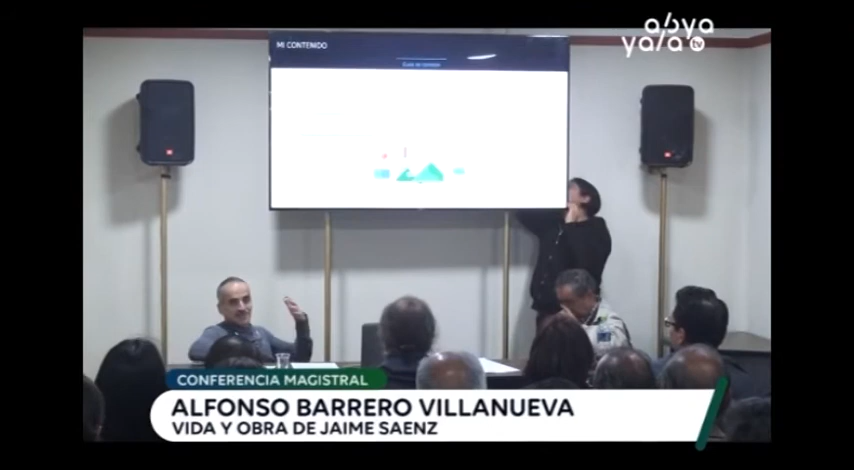 abya
yala tv
MI CONTENIDO
CONFERENCIA MAGISTRAL
ALFONSO BARRERO VILLANUEVA
VIDA Y OBRA DE JAIME SAENZ